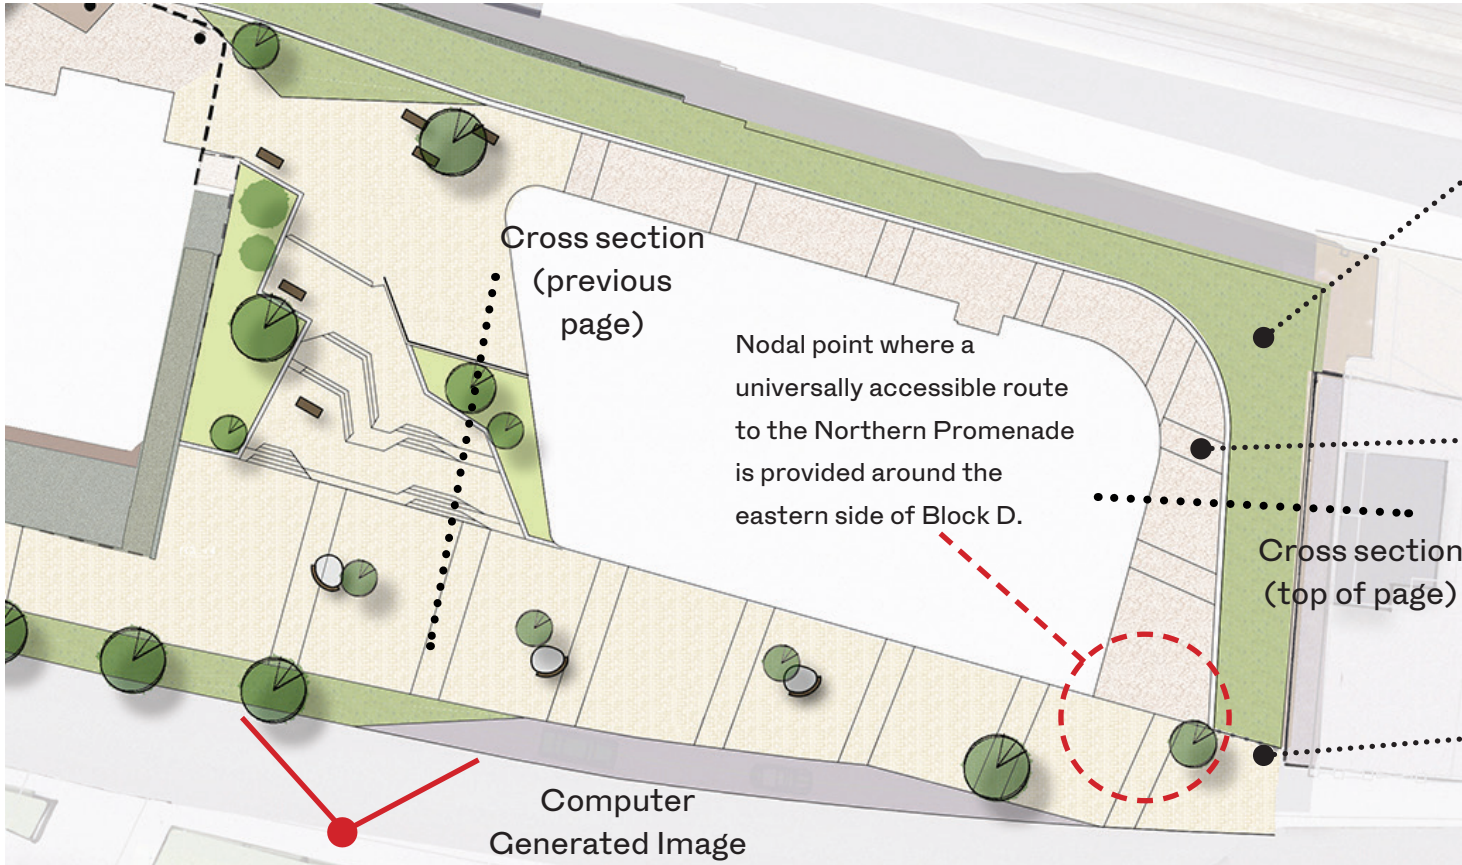 Cross section
(previous
page)
Nodal point where a
universally accessible route
to the Northern Promenade
is provided around the
eastern side of Block D.
Cross section
(top of page)
Computer
Generated Image